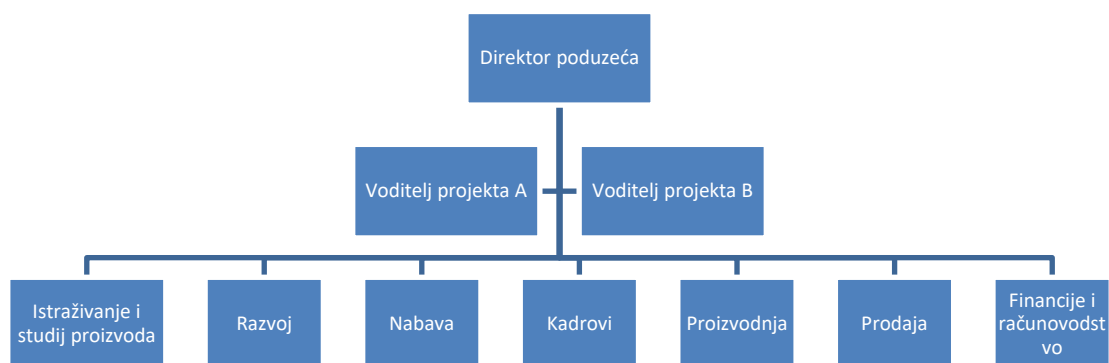 Direktor poduzeća
Voditelj projekta A
Voditelj projekta B
Istraživanje i
studij proizvoda
Razvoj
Nabava
Kadrovi
Proizvodnja
Prodaja
Financije i
računovodst
vo